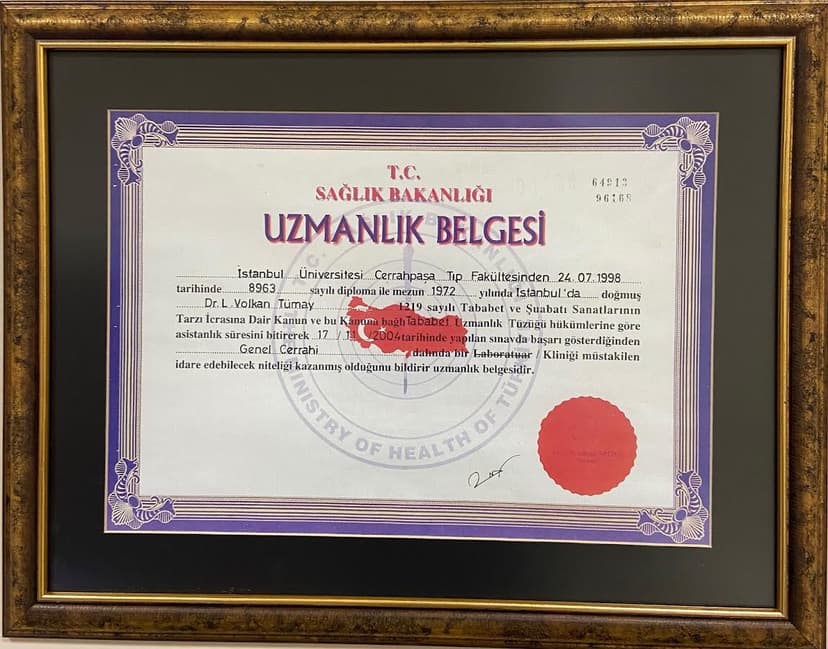 T.C.
SAĞLIK BAKANLIĞI
UZMANLIK BELGESİ
64913
96168
İstanbul Üniversitesi Cerrahpaşa Tıp Fakültesinden 24.07.1998
tarihinde 8963 sayılı diploma ile mezun 1972 yılında İstanbul'da doğmuş
Dr. L Volkan Tümay 1219 sayılı Tababet ve Şuabatı Sanatlarının
Tarzı İcrasına Dair Kanun ve bu Kanuna bağlı Tababet Uzmanlık Tüzüğü hükümlerine göre
asistanlık süresini bitirerek 17 / 11 / 2004 tarihinde yapılan sınavda başarı gösterdiğinden
Genel Cerrahi dalında bir Laboratuar Kliniği müstakilen
idare edebilecek niteliği kazanmış olduğunu bildirir uzmanlık belgesidir.
MINISTRY OF HEALTH OF